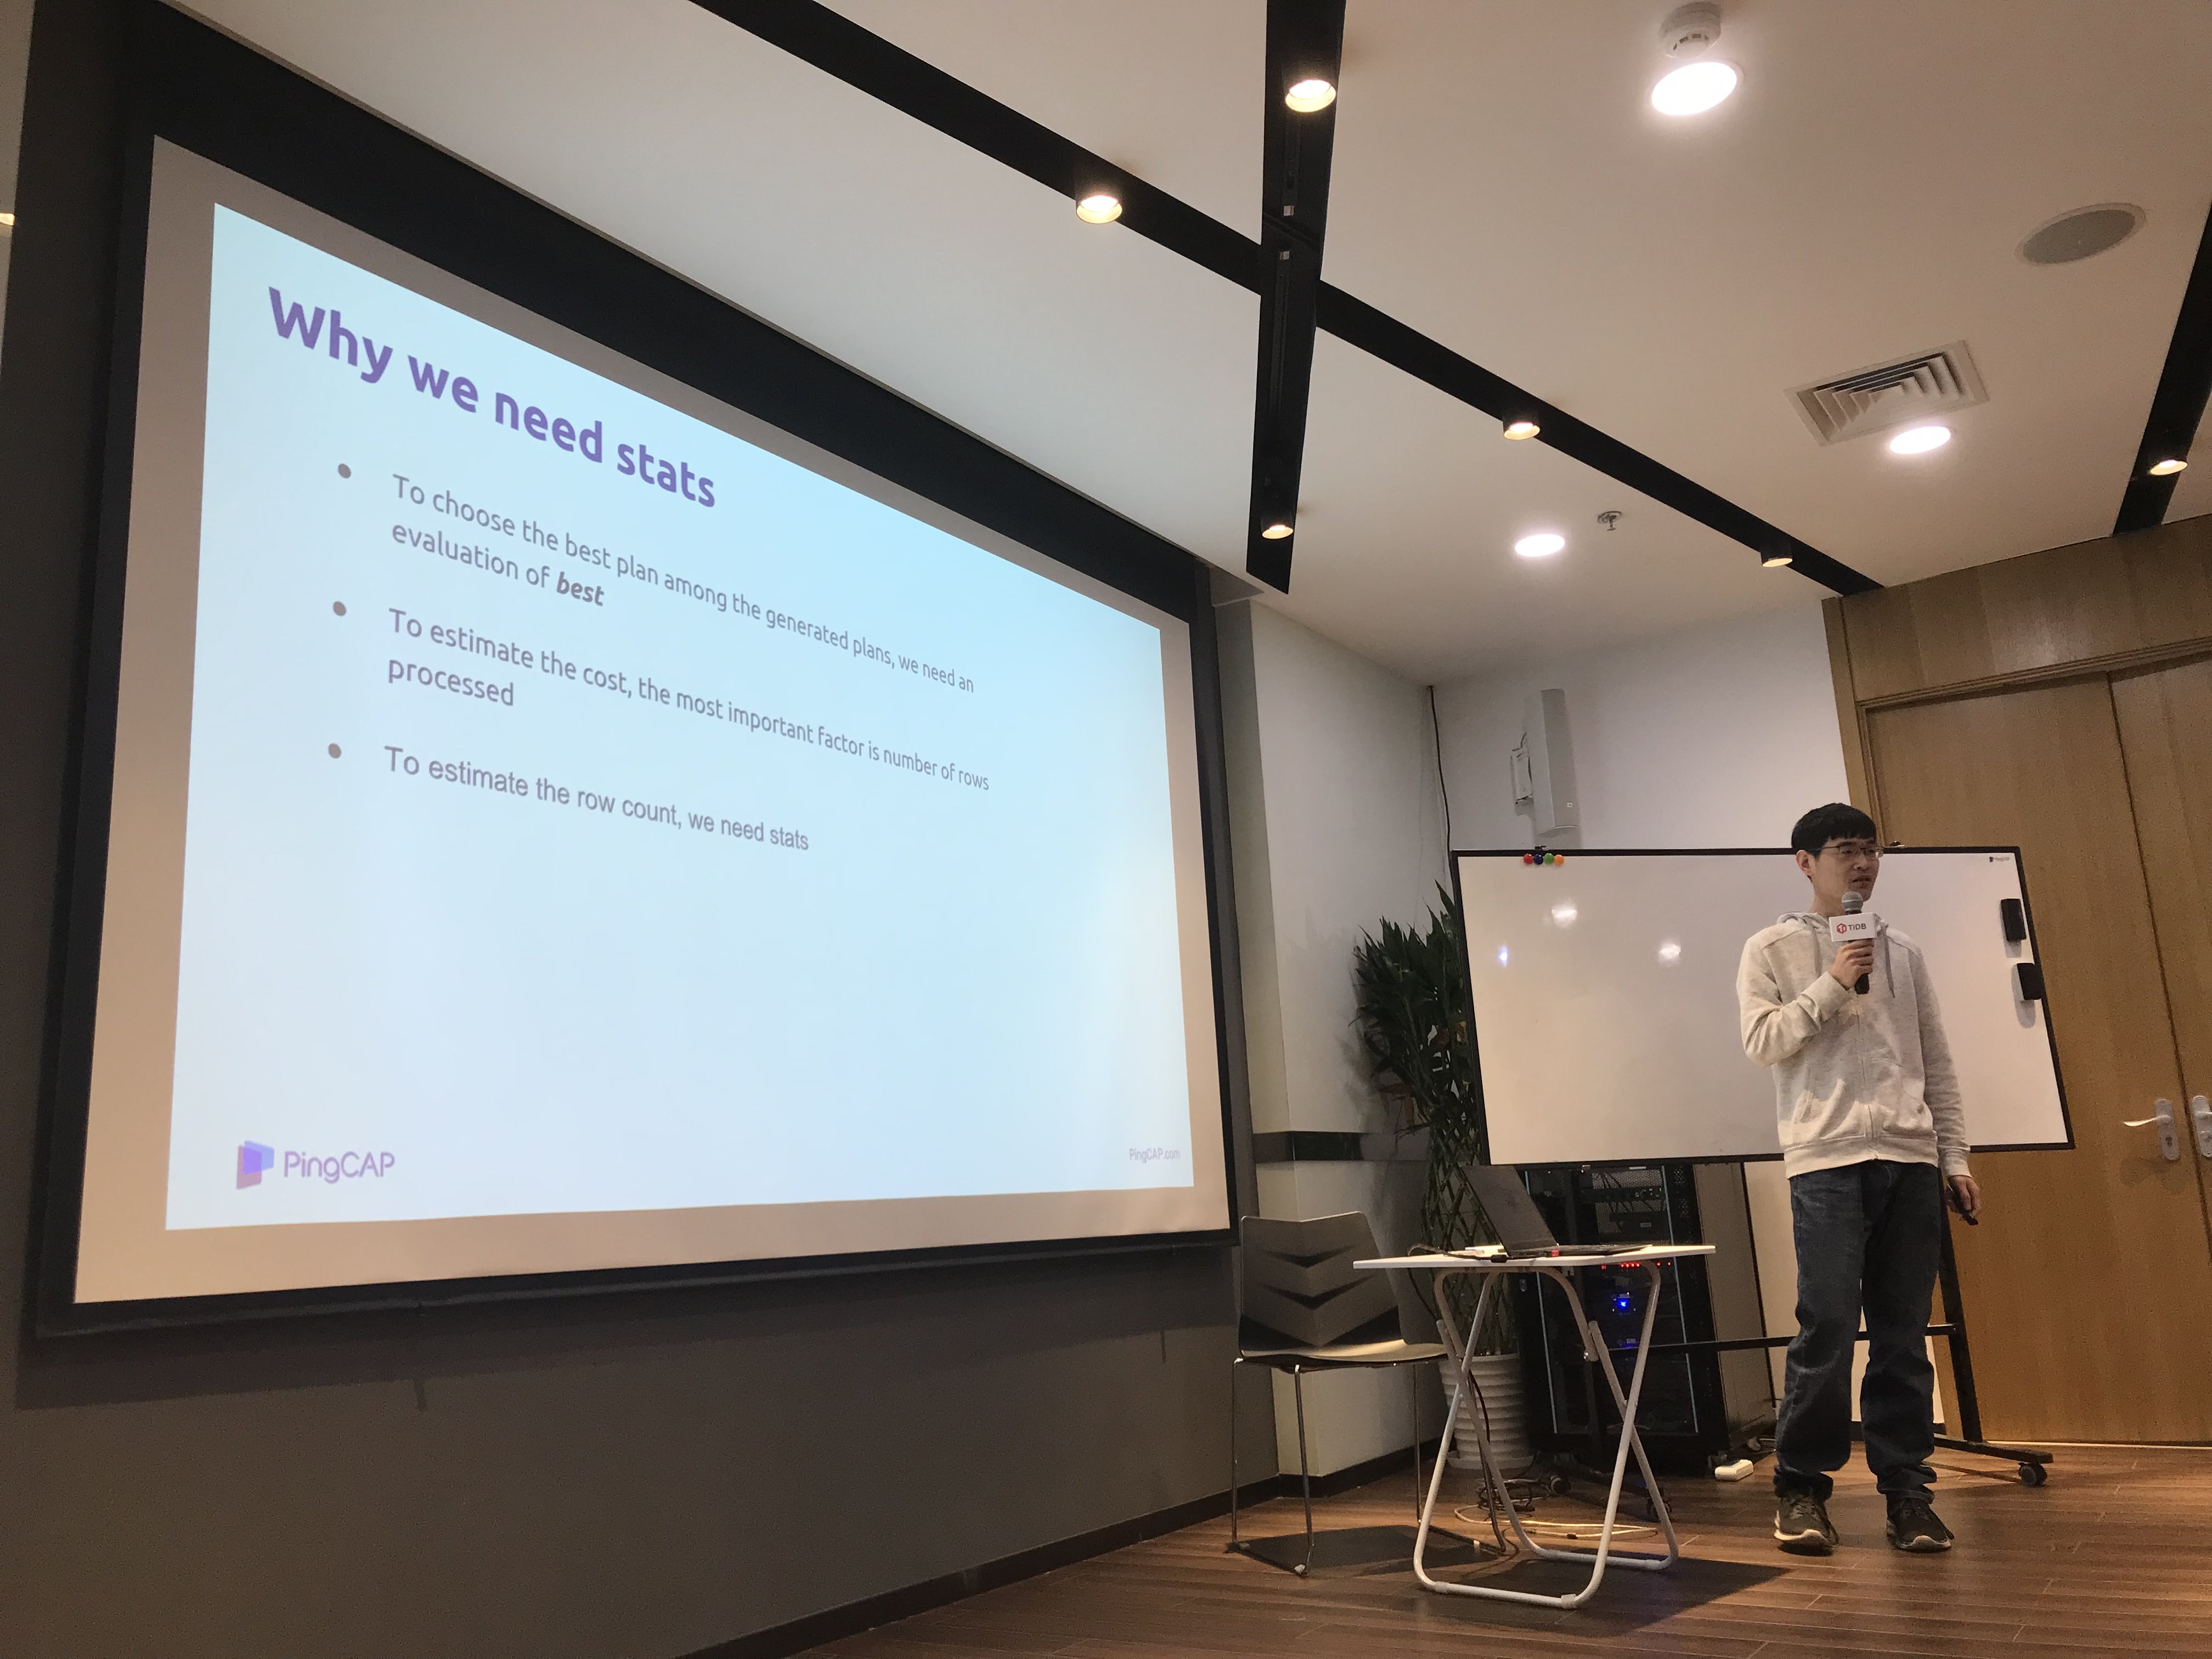 Why we need stats
To choose the best plan among the generated plans, we need an
evaluation of best
To estimate the cost, the most important factor is number of rows
processed
To estimate the row count, we need stats
PingCAP
PingCAP.com
TiDB